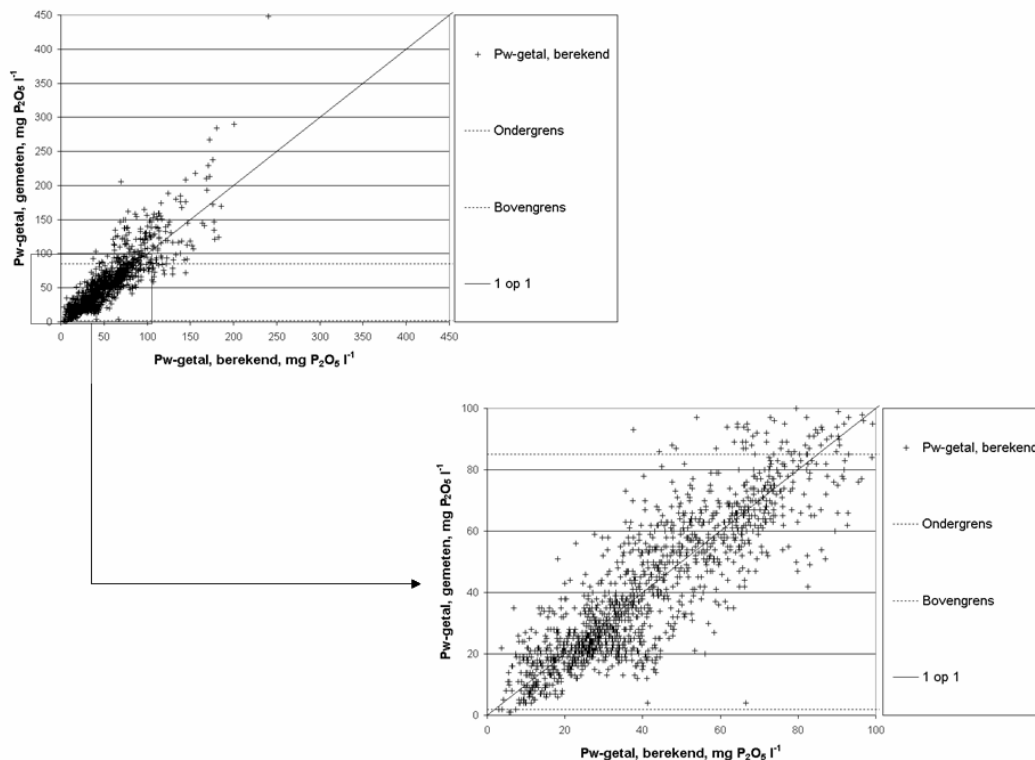 450
400
350
300
250
200
150
100
50
0
Pw-getal, gemeten, mg P₂O₅ l⁻¹
0 50 100 150 200 250 300 350 400 450
Pw-getal, berekend, mg P₂O₅ l⁻¹
Pw-getal, berekend
Ondergrens
Bovengrens
1 op 1
100
80
60
40
20
0
Pw-getal, gemeten, mg P₂O₅ l⁻¹
0 20 40 60 80 100
Pw-getal, berekend, mg P₂O₅ l⁻¹
Pw-getal, berekend
Ondergrens
Bovengrens
1 op 1